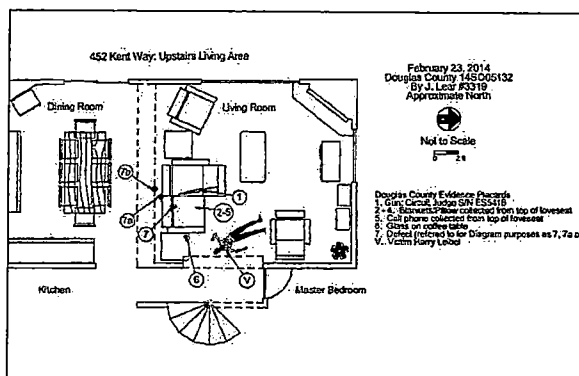 452 Kent Way: Upstairs Living Area
February 23, 2014
Douglas County 14SO05132
By J. Lear #3319
Approximate North
Not to Scale
Dining Room
Living Room
7b
7a
7
1
2-5
6
V
Kitchen
Master Bedroom
Douglas County Evidence Placards
1. Gun: Circuit Judge S/N
2 - 4. Pillow collected from top of loveseat
5. Cell phone collected from top of loveseat
6. Glass on coffee table
7. Defect (referred to for Diagram purposes as 7, 7a
V. Victim Harry Leibel